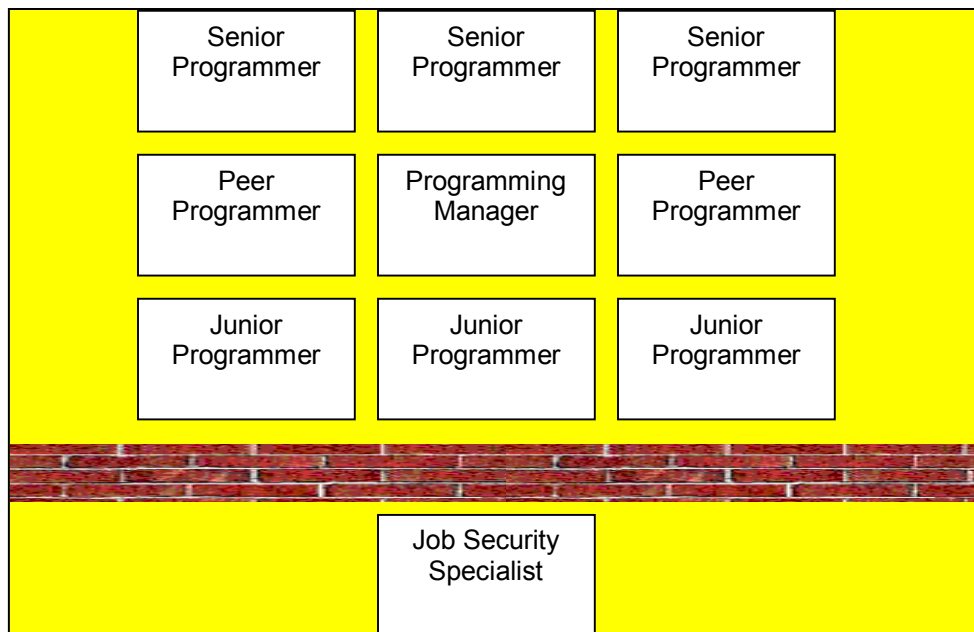 Senior
Programmer
Senior
Programmer
Senior
Programmer
Peer
Programmer
Programming
Manager
Peer
Programmer
Junior
Programmer
Junior
Programmer
Junior
Programmer
Job Security
Specialist